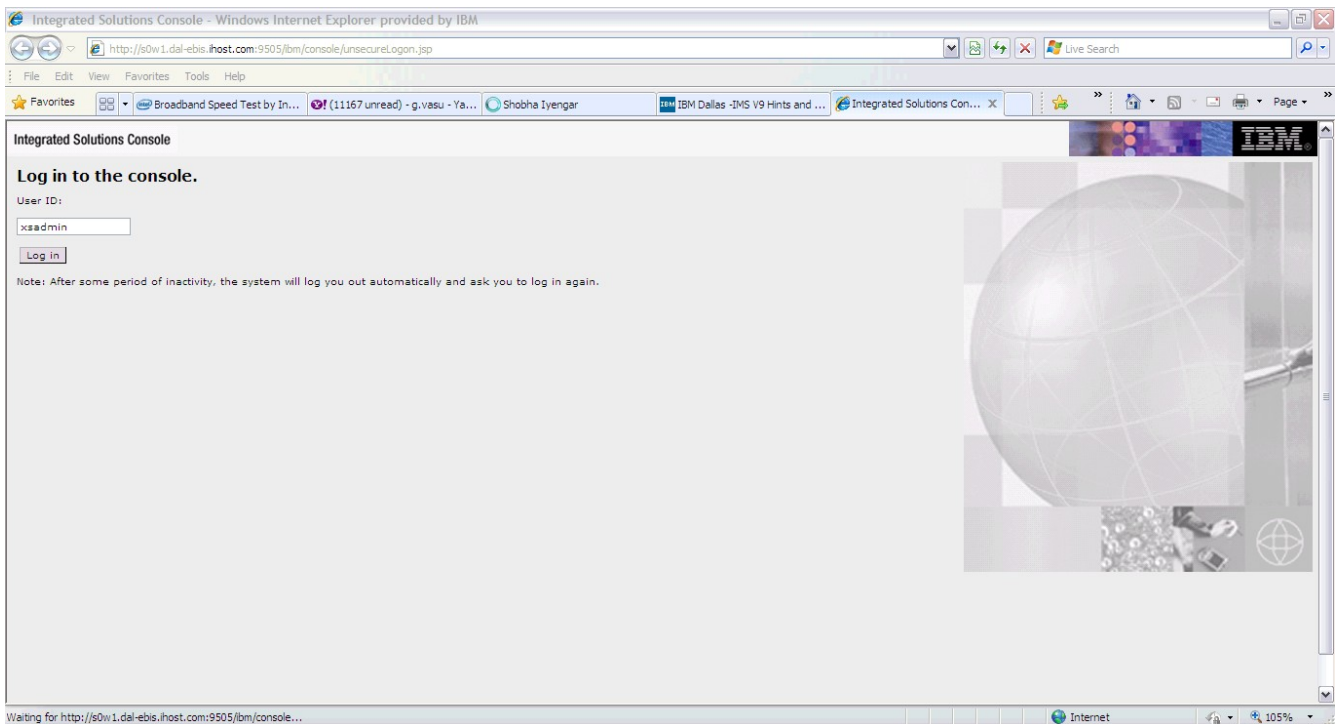 Integrated Solutions Console - Windows Internet Explorer provided by IBM
http://s0w1.dal-ebis.ihost.com:9505/ibm/console/unsecureLogon.jsp
Live Search
File Edit View Favorites Tools Help
Favorites Broadband Speed Test by In... (11167 unread) - g.vasu - Ya... Shobha Iyengar IBM Dallas -IMS V9 Hints and ... Integrated Solutions Con... X » Page »
Integrated Solutions Console
IBM®
Log in to the console.
User ID:
xsadmin
Log in
Note: After some period of inactivity, the system will log you out automatically and ask you to log in again.
Waiting for http://s0w1.dal-ebis.ihost.com:9505/ibm/console... Internet 105%